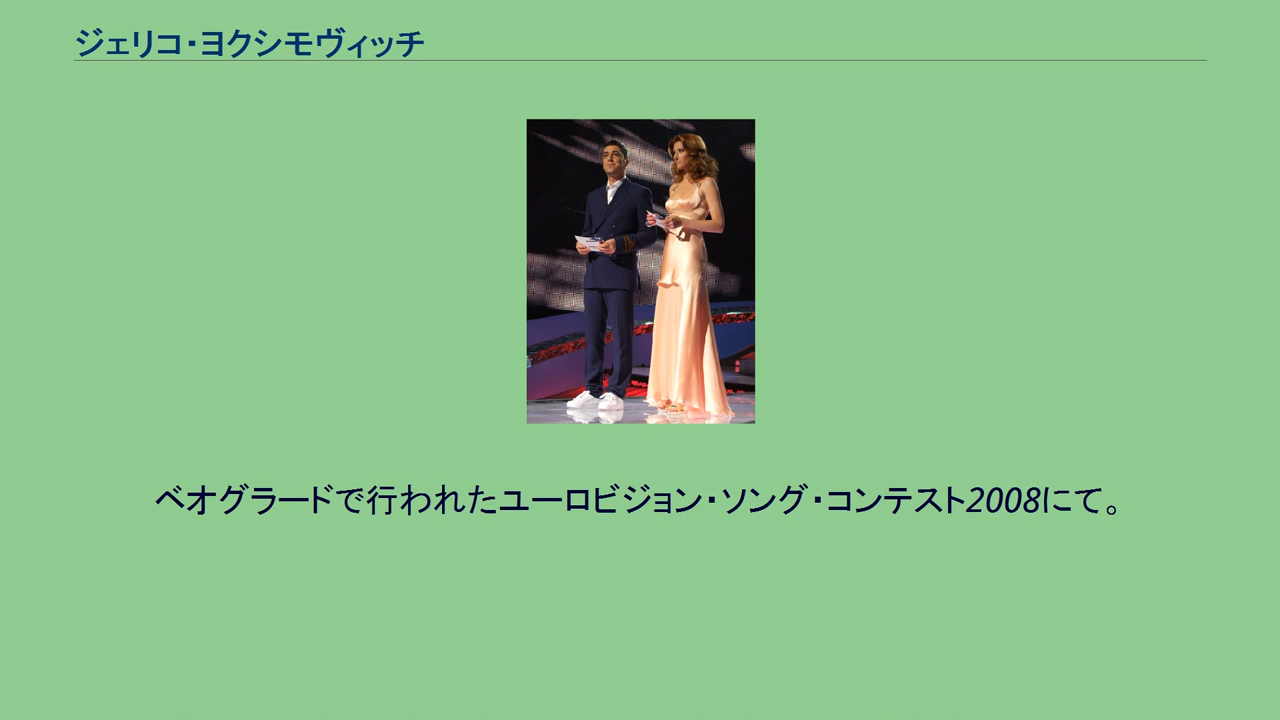 ジェリコ・ヨクシモヴィッチ
ベオグラードで行われたユーロビジョン・ソング・コンテスト2008にて。